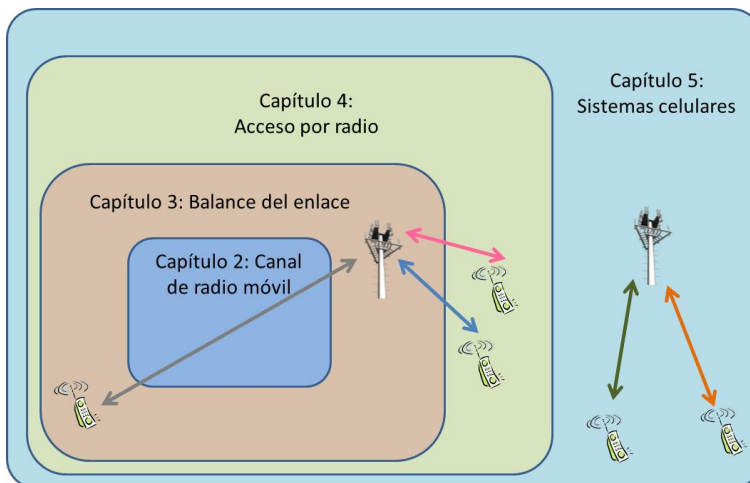 Capítulo 4:
Acceso por radio
Capítulo 5:
Sistemas celulares
Capítulo 3: Balance del enlace
Capítulo 2: Canal
de radio móvil